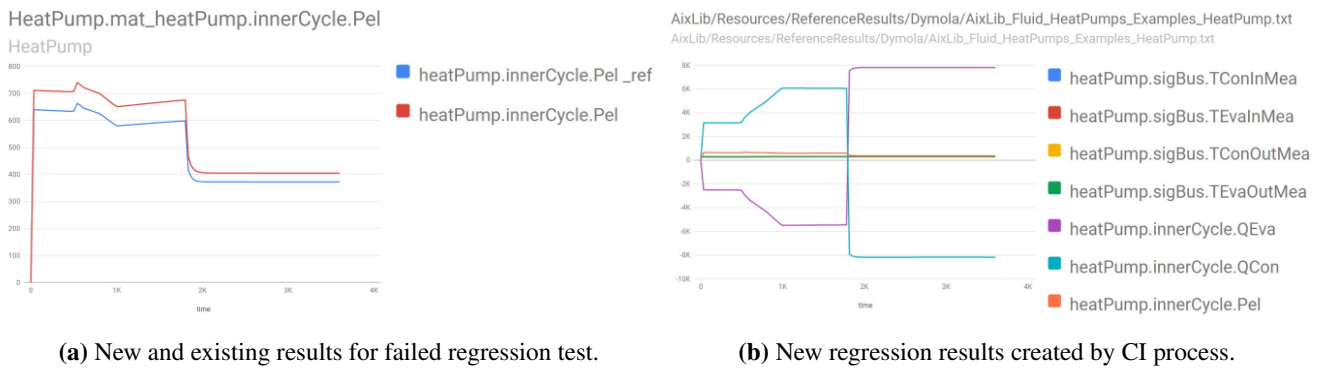 HeatPump.mat_heatPump.innerCycle.Pel
HeatPump
800
700
600
500
400
300
200
100
0
0
1K
2K
3K
4K
time
heatPump.innerCycle.Pel _ref
heatPump.innerCycle.Pel
(a) New and existing results for failed regression test.
AixLib/Resources/ReferenceResults/Dymola/AixLib_Fluid_HeatPumps_Examples_HeatPump.txt
AixLib/Resources/ReferenceResults/Dymola/AixLib_Fluid_HeatPumps_Examples_HeatPump.txt
8K
6K
4K
2K
0
-2K
-4K
-6K
-8K
-10K
0
1K
2K
3K
4K
time
heatPump.sigBus.TConInMea
heatPump.sigBus.TEvaInMea
heatPump.sigBus.TConOutMea
heatPump.sigBus.TEvaOutMea
heatPump.innerCycle.QEva
heatPump.innerCycle.QCon
heatPump.innerCycle.Pel
(b) New regression results created by CI process.